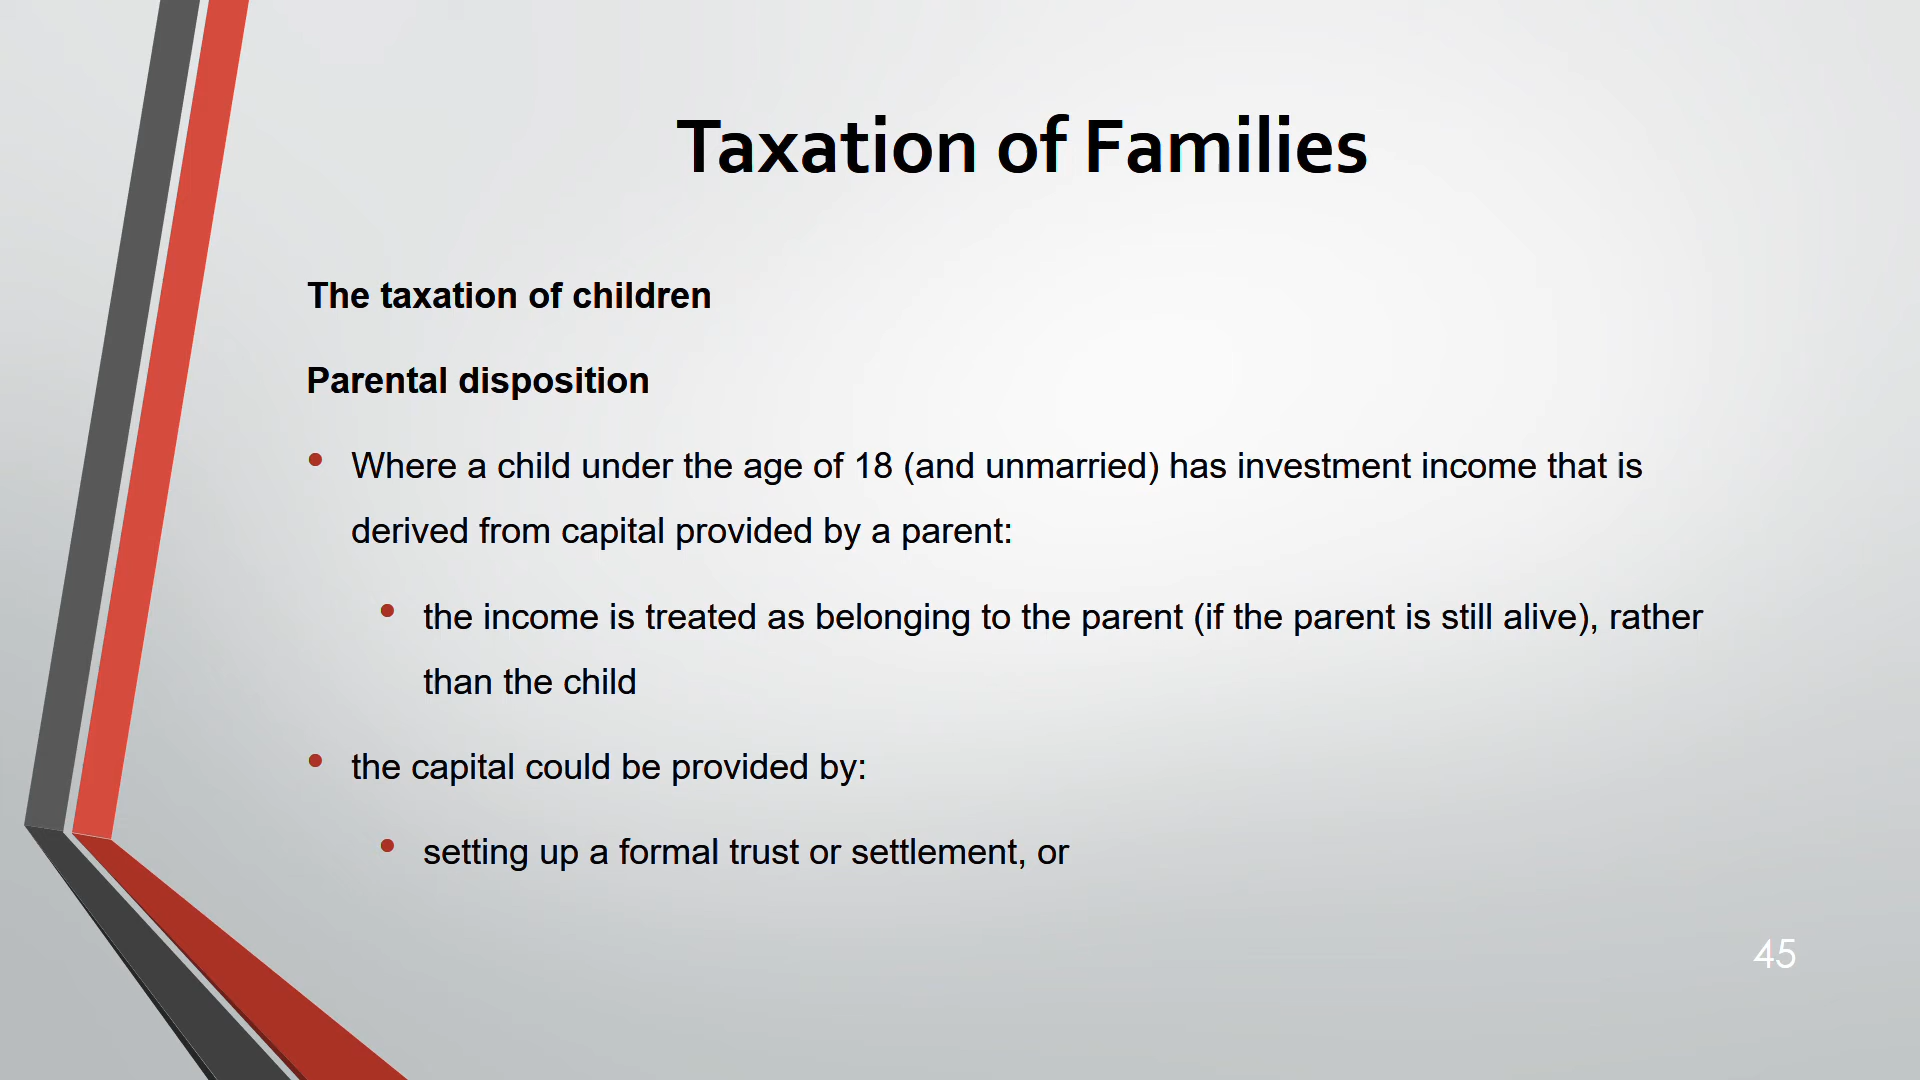 Taxation of Families
The taxation of children
Parental disposition
• Where a child under the age of 18 (and unmarried) has investment income that is
derived from capital provided by a parent:
• the income is treated as belonging to the parent (if the parent is still alive), rather
than the child
• the capital could be provided by:
• setting up a formal trust or settlement, or
45